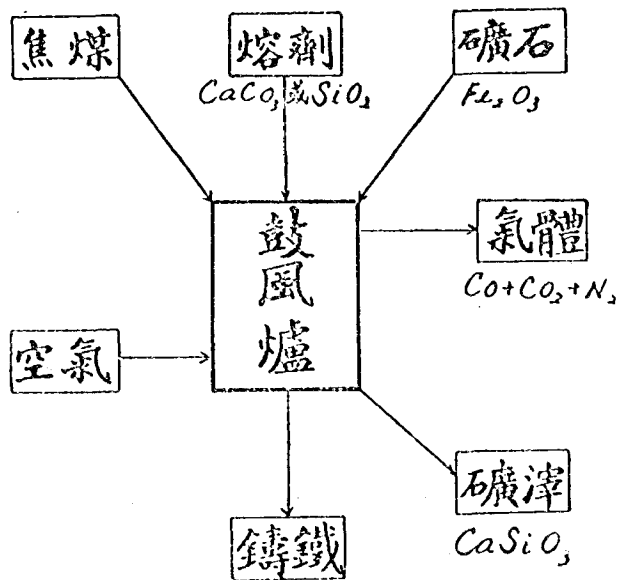 焦煤
熔劑
CaCO₃或SiO₂
礦石
Fe₂O₃
鼓風爐
氣體
CO+CO₂+N₂
空氣
礦滓
CaSiO₃
鑄鐵